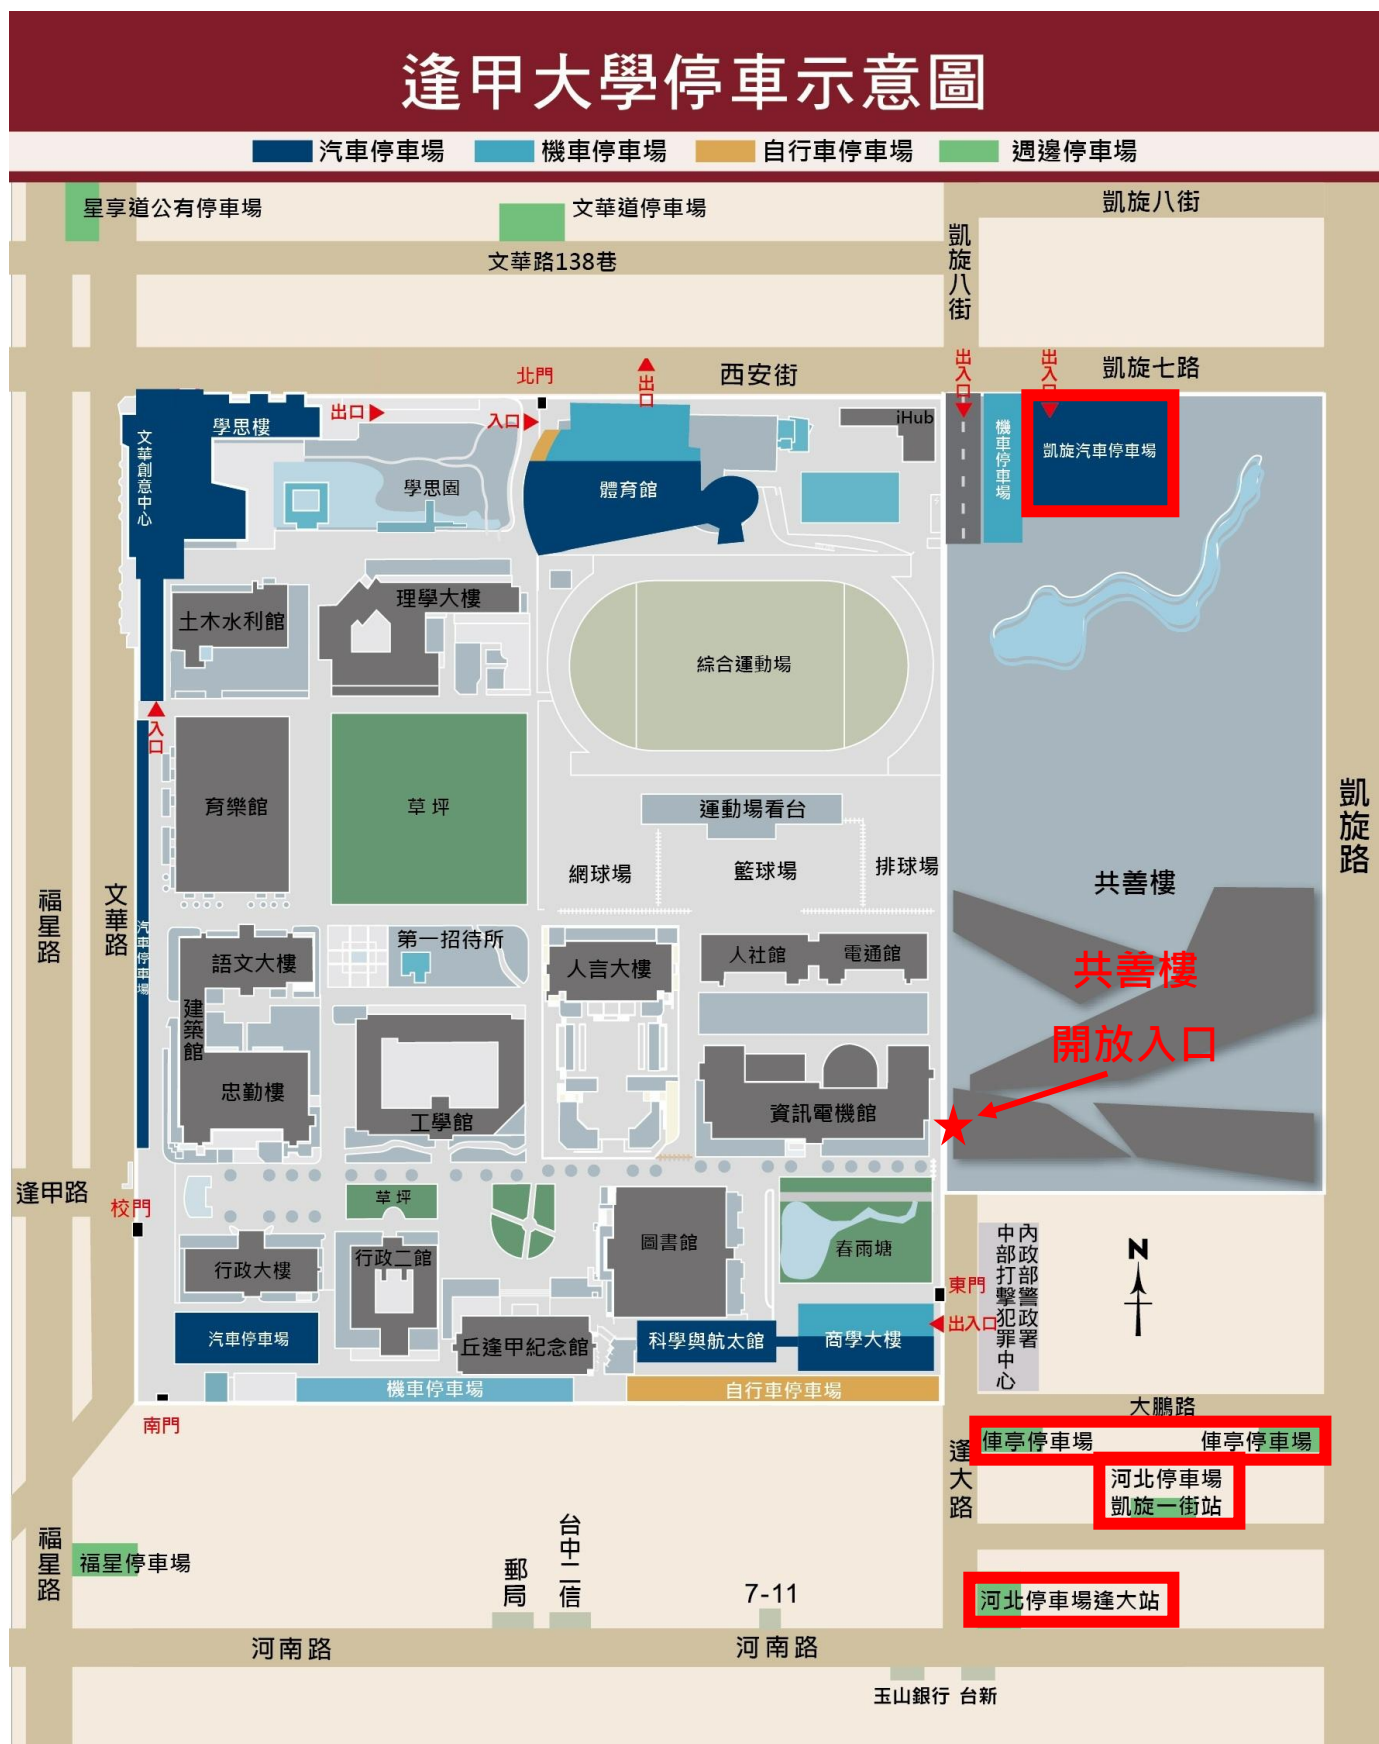 逢甲大學停車示意圖
汽車停車場
機車停車場
自行車停車場
週邊停車場
星享道公有停車場
文華道停車場
凱旋八街
文華路138巷
凱旋八街
西安街
凱旋七路
北門
出口
出入口
出入口
出口
入口
學思樓
文華創意中心
學思園
體育館
iHub
機車停車場
凱旋汽車停車場
土木水利館
理學大樓
綜合運動場
入口
育樂館
草坪
運動場看台
網球場
籃球場
排球場
凱旋路
福星路
文華路
汽車停車場
共善樓
語文大樓
第一招待所
人言大樓
人社館
電通館
共善樓
開放入口
建築館
忠勤樓
工學館
資訊電機館
逢甲路
校門
草坪
行政大樓
行政二館
圖書館
春雨塘
東門
出入口
內政部警政署
中部打擊犯罪中心
N
汽車停車場
丘逢甲紀念館
科學與航太館
商學大樓
機車停車場
自行車停車場
南門
大鵬路
逢大路
俥亭停車場
俥亭停車場
河北停車場
凱旋一街站
福星路
福星停車場
郵局
台中二信
7-11
河北停車場逢大站
河南路
河南路
玉山銀行
台新